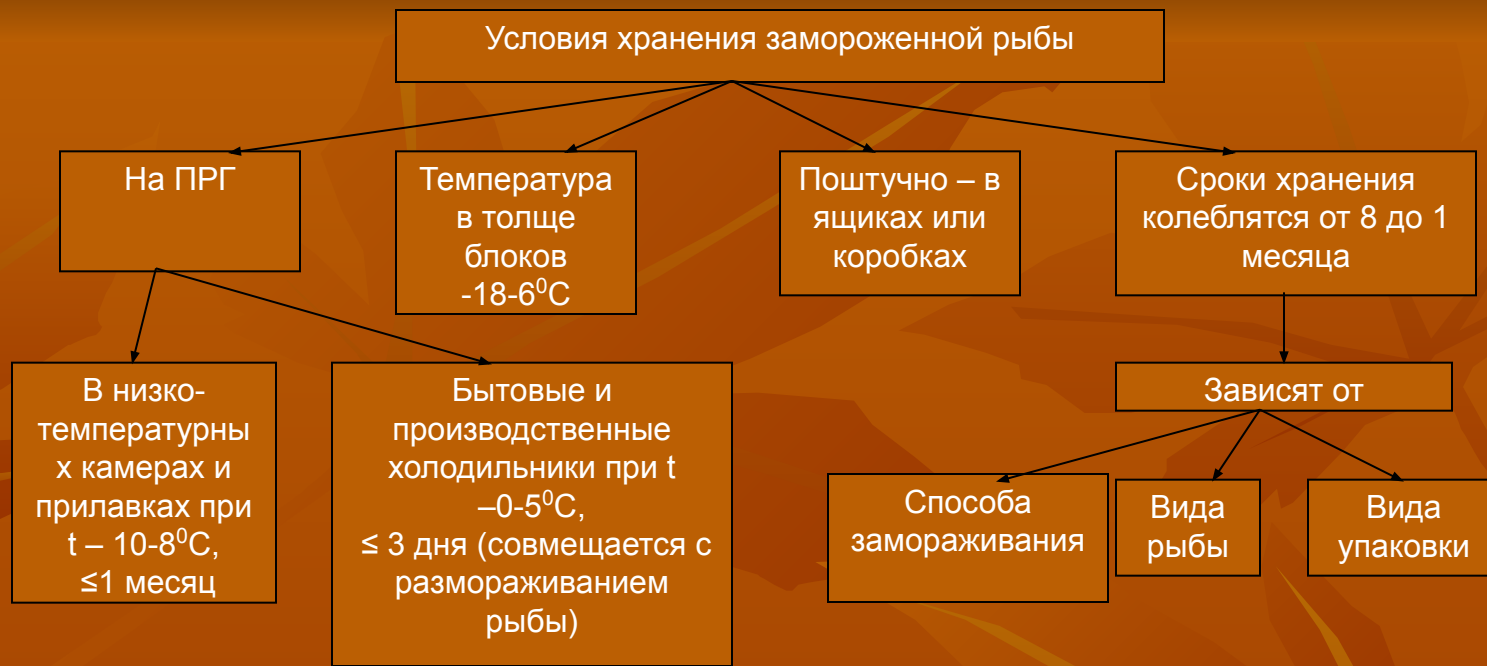 Условия хранения замороженной рыбы
На ПРГ
Температура
в толще
блоков
-18-6⁰С
Поштучно – в
ящиках или
коробках
Сроки хранения
колеблятся от 8 до 1
месяца
В низко-
температурны
х камерах и
прилавках при
t – 10-8⁰С,
≤1 месяц
Бытовые и
производственные
холодильники при t
–0-5⁰С,
≤ 3 дня (совмещается с
размораживанием
рыбы)
Зависят от
Способа
замораживания
Вида
рыбы
Вида
упаковки